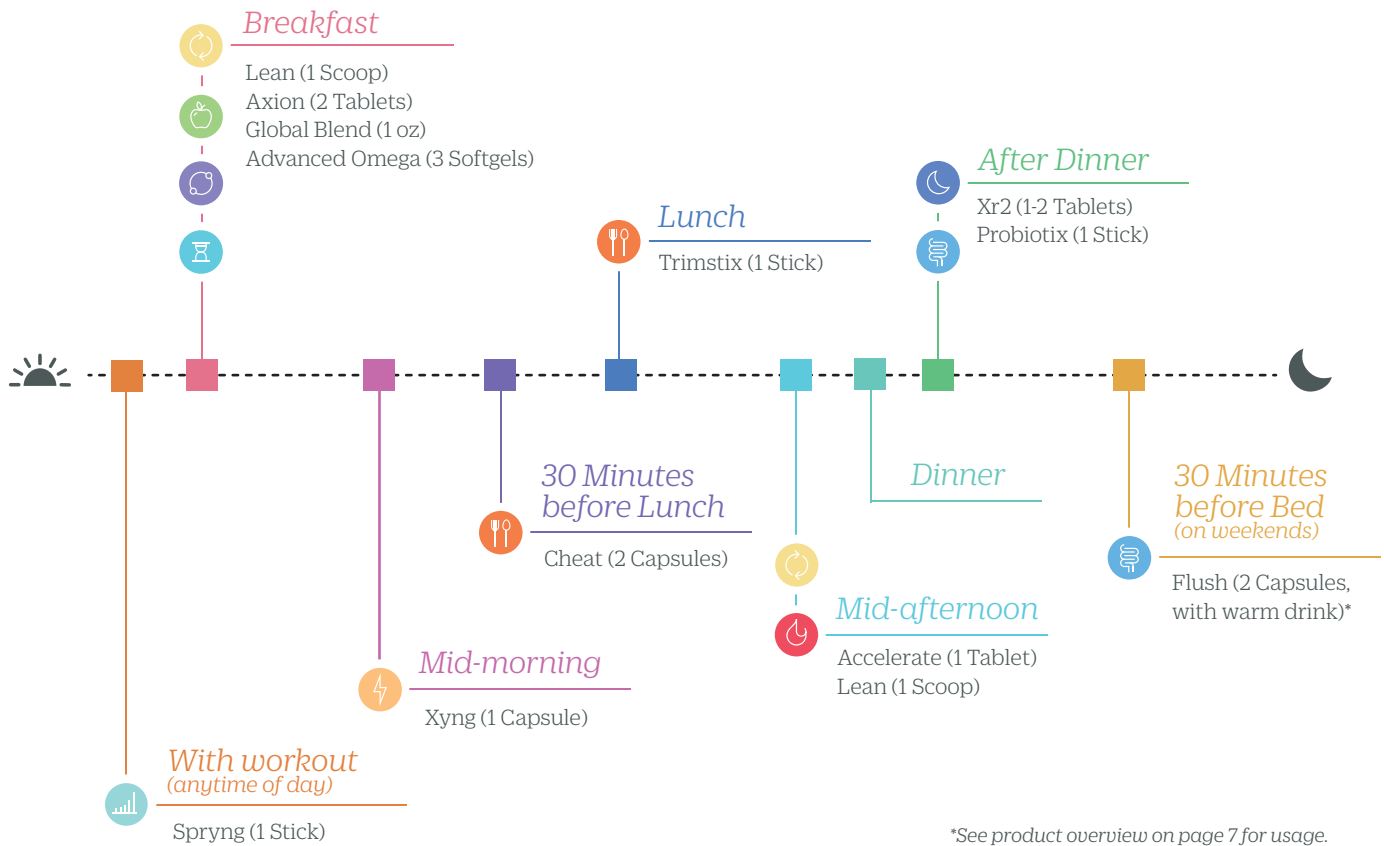 Breakfast
Lean (1 Scoop)
Axion (2 Tablets)
Global Blend (1 oz)
Advanced Omega (3 Softgels)
After Dinner
Xr2 (1-2 Tablets)
Probiotix (1 Stick)
Lunch
Trimstix (1 Stick)
30 Minutes
before Lunch
Cheat (2 Capsules)
Dinner
30 Minutes
before Bed
(on weekends)
Flush (2 Capsules,
with warm drink)*
Mid-afternoon
Accelerate (1 Tablet)
Lean (1 Scoop)
Mid-morning
Xyng (1 Capsule)
With workout
(anytime of day)
Spryng (1 Stick)
*See product overview on page 7 for usage.